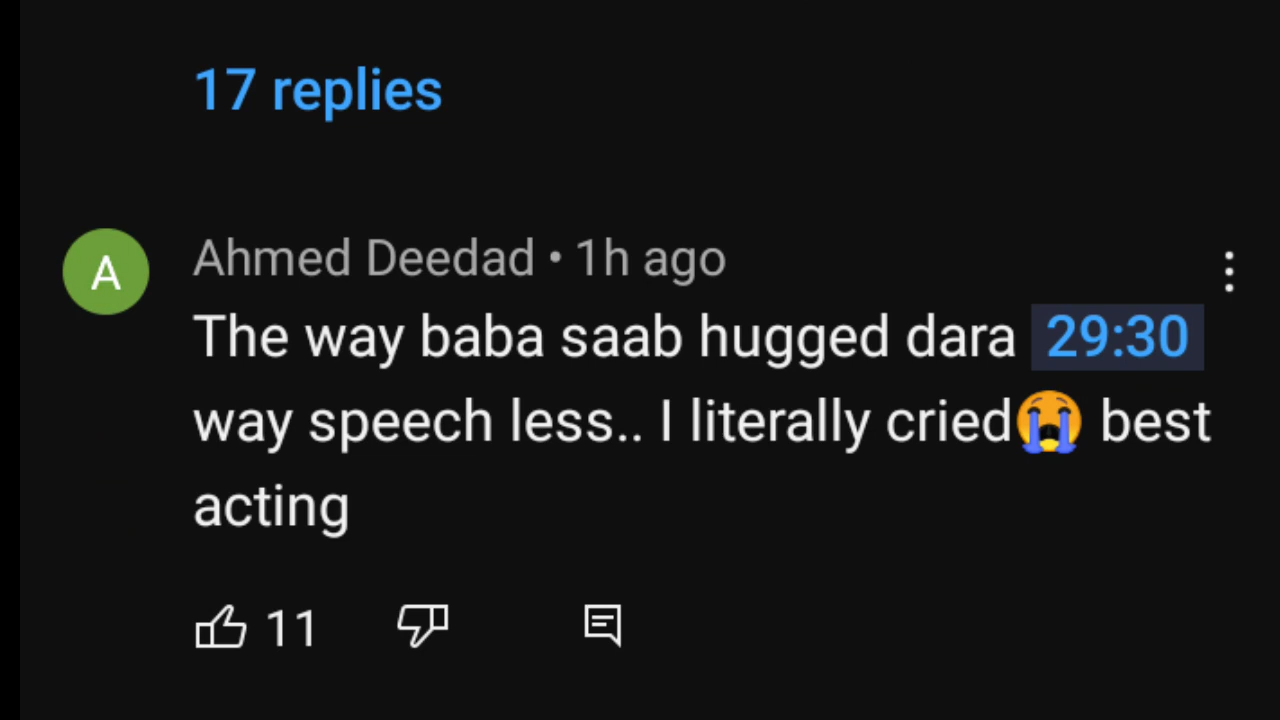 17 replies
A
Ahmed Deedad • 1h ago
The way baba saab hugged dara 29:30
way speech less.. I literally cried😭 best
acting
11